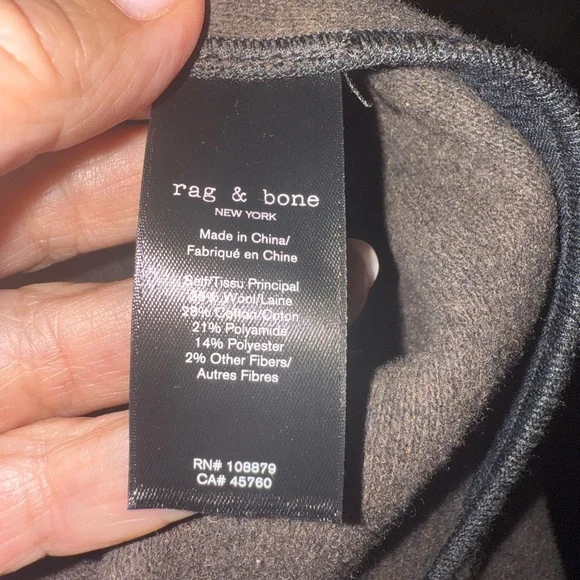 rag & bone
NEW YORK
Made in China/
Fabriqué en Chine
Self/Tissu Principal
Wool/Laine
28% Cotton/Coton
21% Polyamide
14% Polyester
2% Other Fibers/
Autres Fibres
RN# 108879
CA# 45760